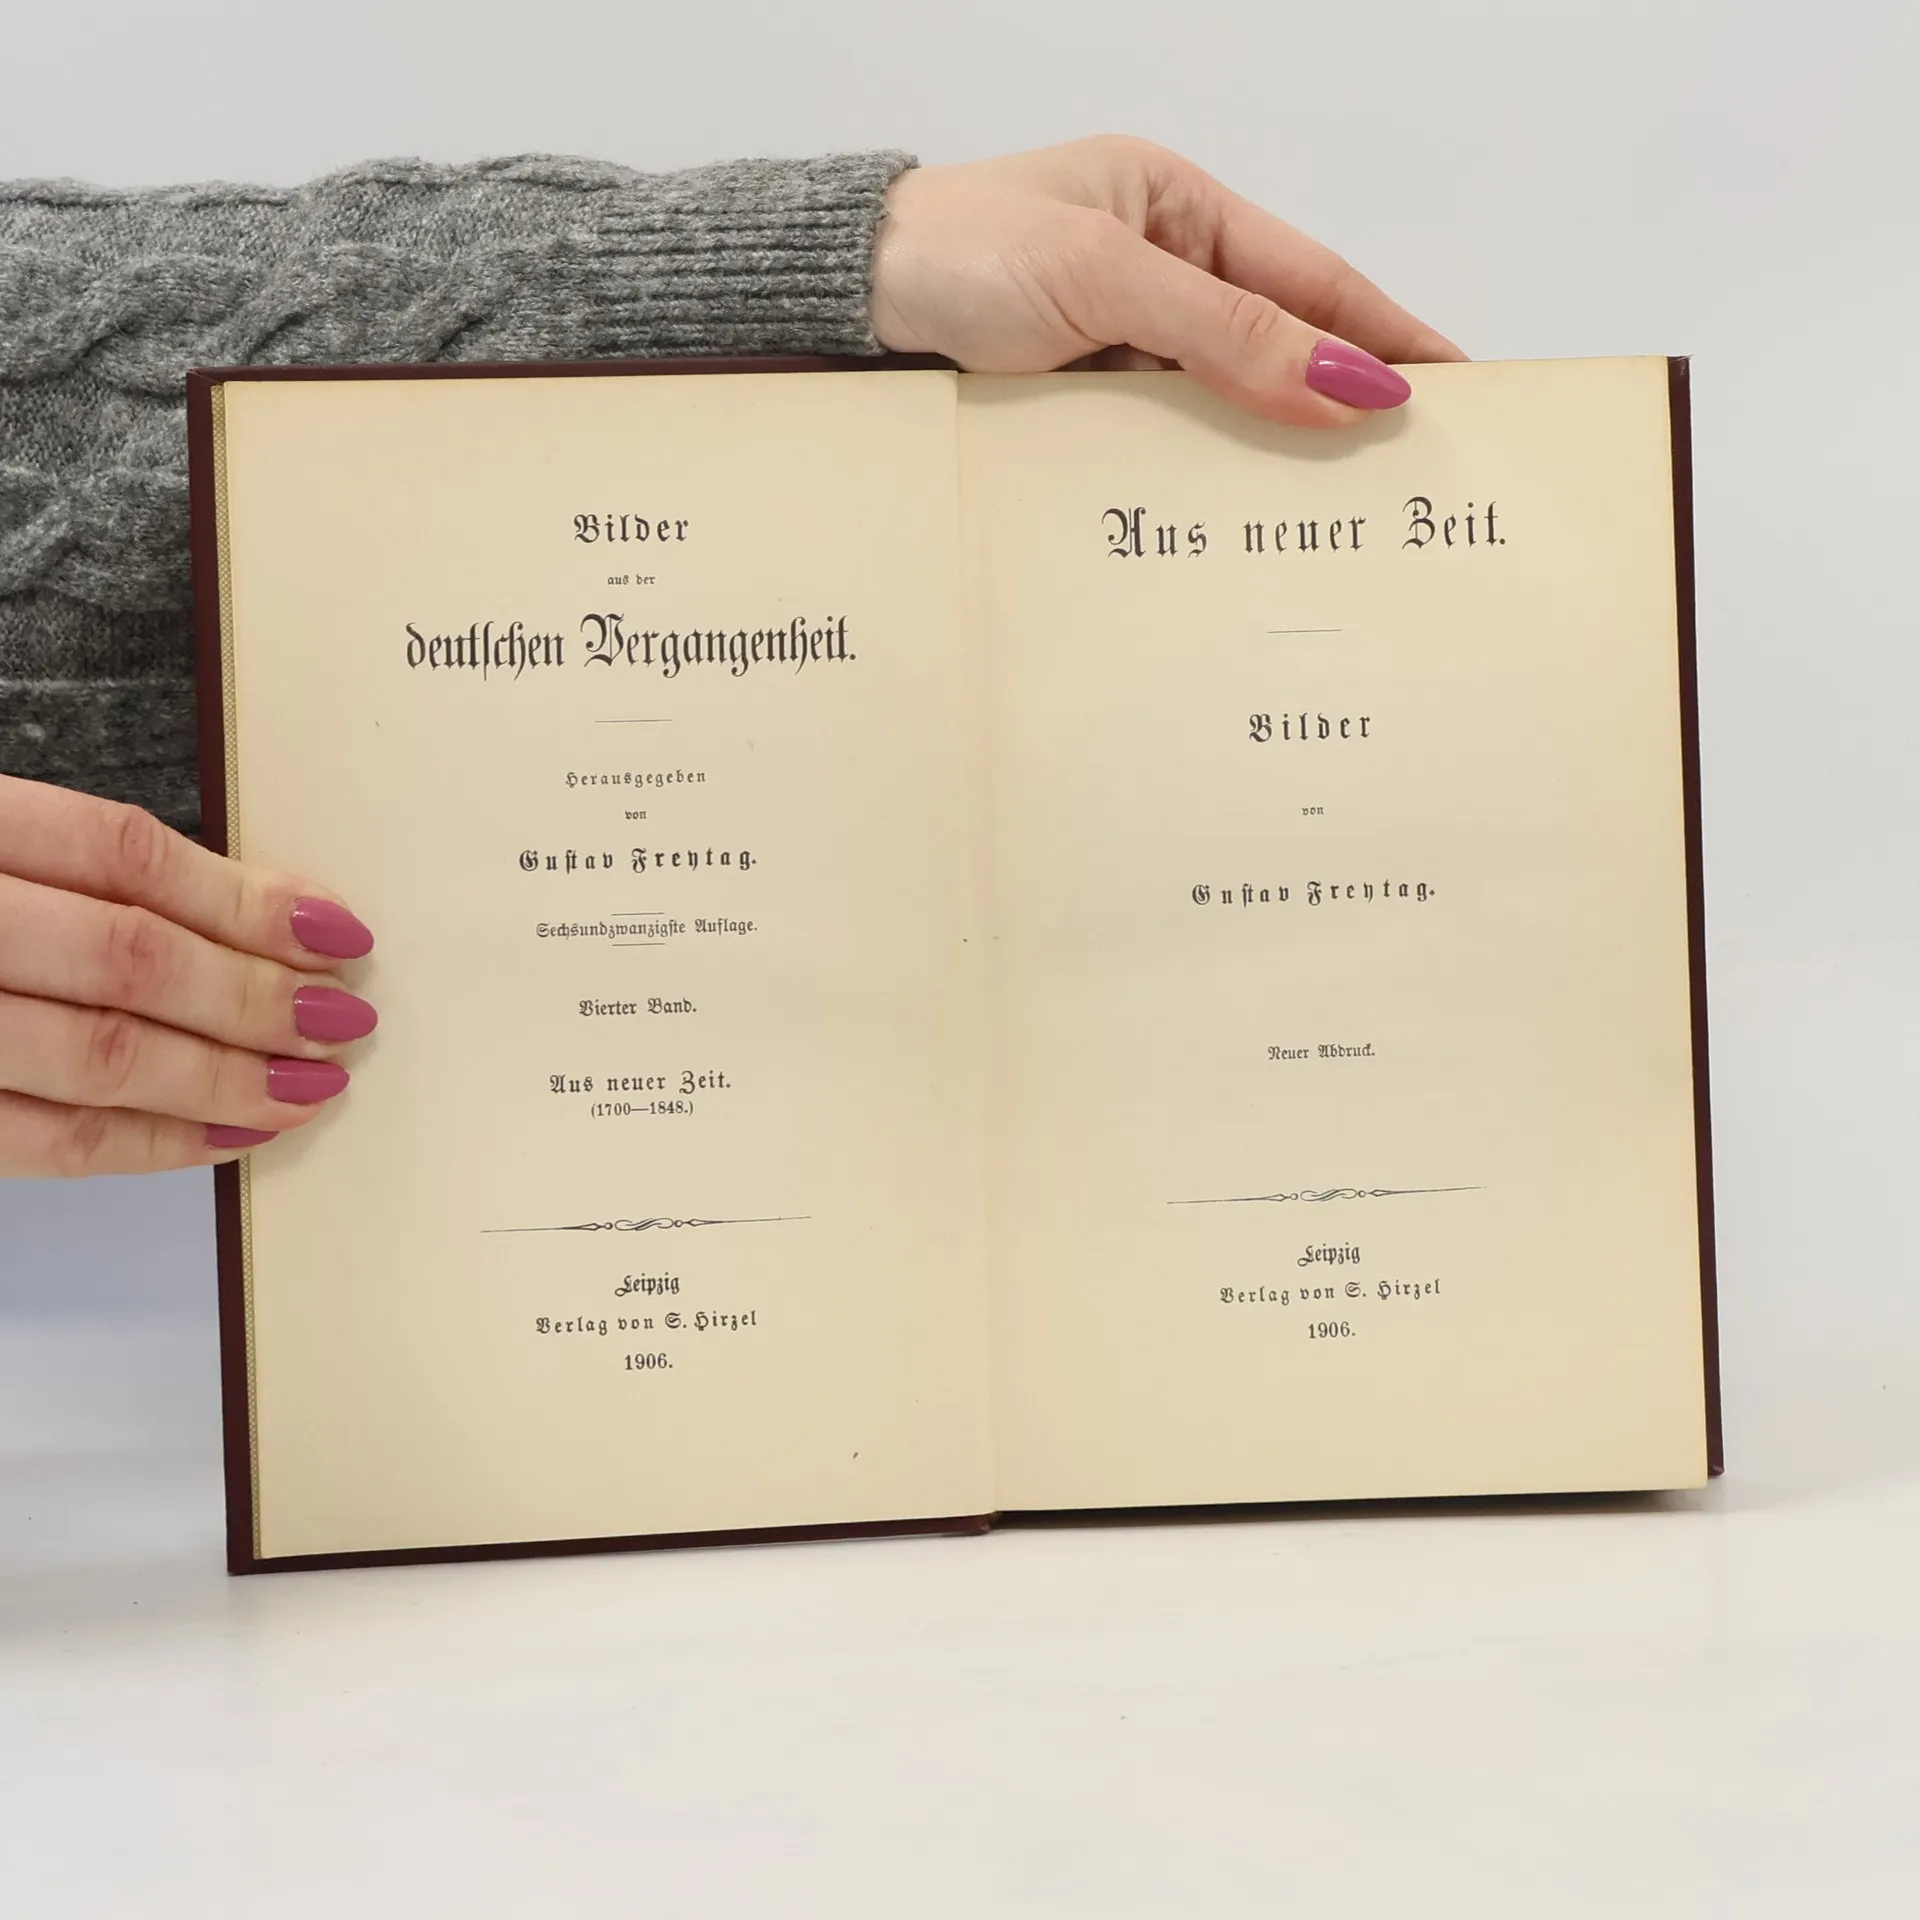 Bilder
aus der
deutschen Vergangenheit.
Herausgegeben
von
Gustav Freytag.
Sechsundzwanzigste Auflage.
Vierter Band.
Aus neuer Zeit.
(1700—1848.)
Leipzig
Verlag von S. Hirzel
1906.
Aus neuer Zeit.
Bilder
von
Gustav Freytag.
Neuer Abdruck.
Leipzig
Verlag von S. Hirzel
1906.